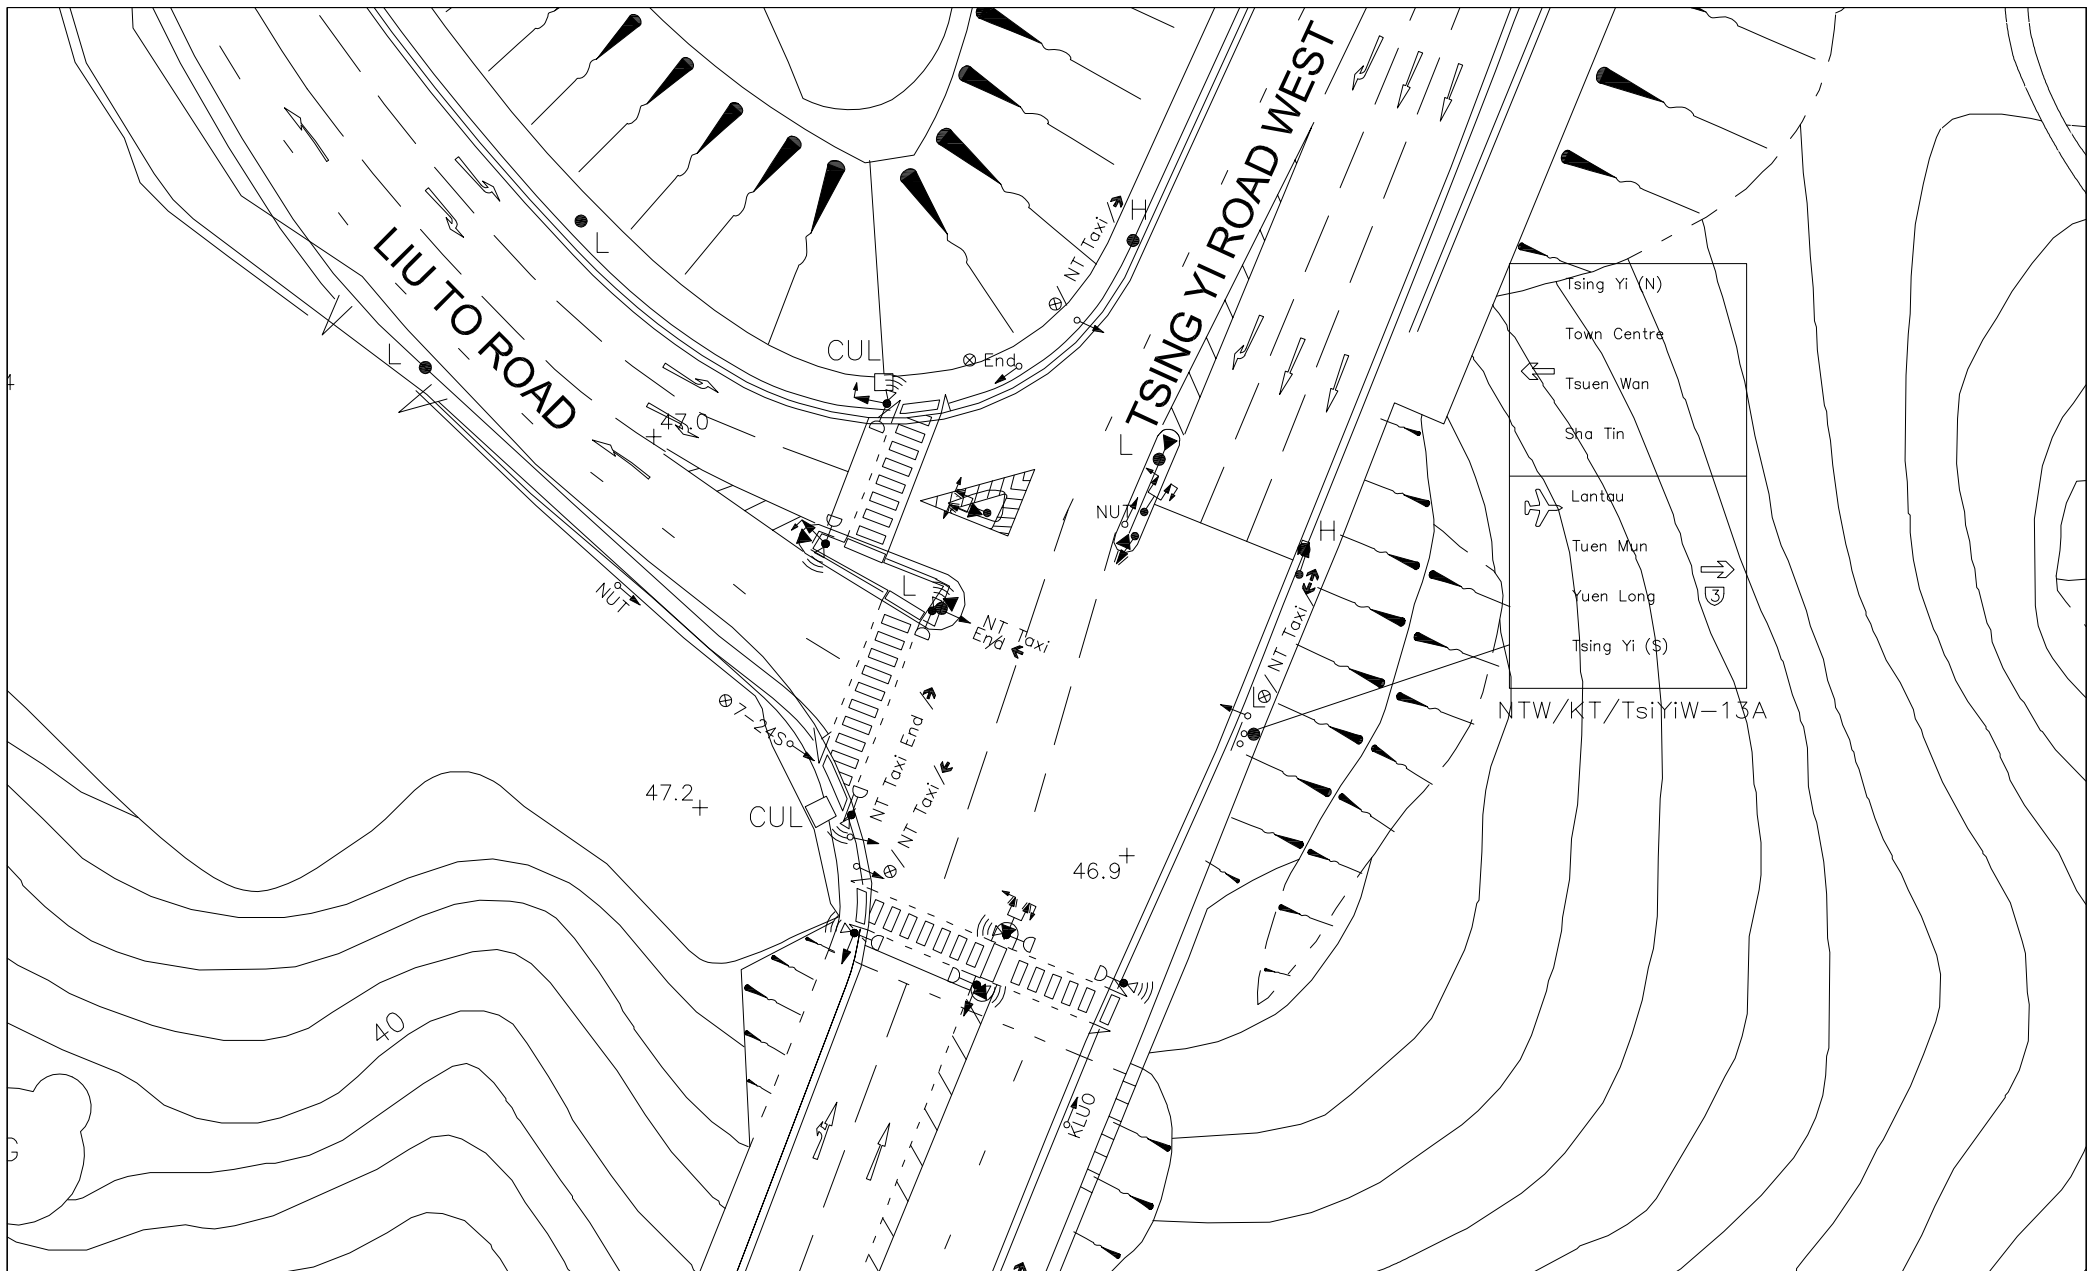 TSING YI ROAD WEST
LIU TO ROAD
H
NT Taxi
L
L
CUL
End
47.0
L
NUT
NUT
H
L
NT Taxi
End
NT Taxi
L
7-24S
NT Taxi End
NT Taxi
47.2
CUL
46.9
40
KLUO
4
G
Tsing Yi (N)
Town Centre
Tsuen Wan
Sha Tin
Lantau
Tuen Mun
Yuen Long
3
Tsing Yi (S)
NTW/KT/TsiYiW-13A